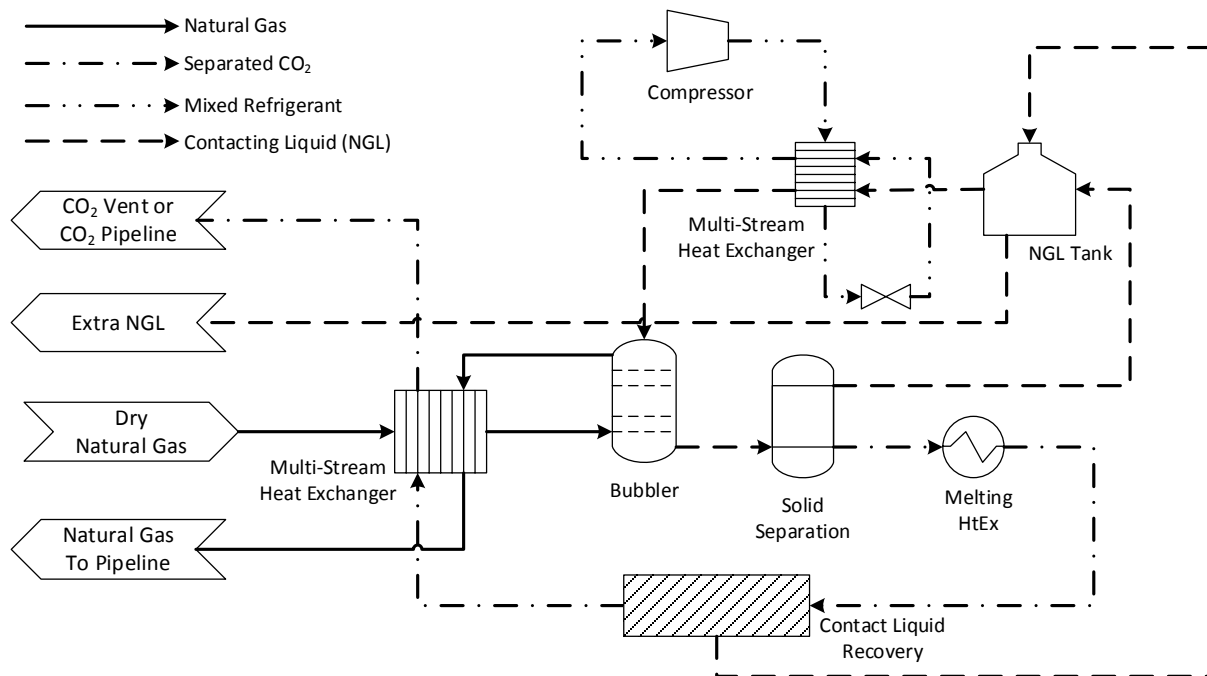 Natural Gas
Separated CO₂
Mixed Refrigerant
Contacting Liquid (NGL)
Compressor
CO₂ Vent or
CO₂ Pipeline
Multi-Stream
Heat Exchanger
NGL Tank
Extra NGL
Dry
Natural Gas
Multi-Stream
Heat Exchanger
Bubbler
Solid
Separation
Melting
HtEx
Natural Gas
To Pipeline
Contact Liquid
Recovery